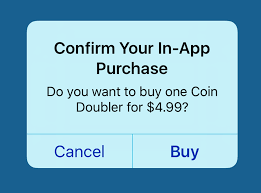 Confirm Your In-App
Purchase
Do you want to buy one Coin
Doubler for $4.99?
Cancel
Buy